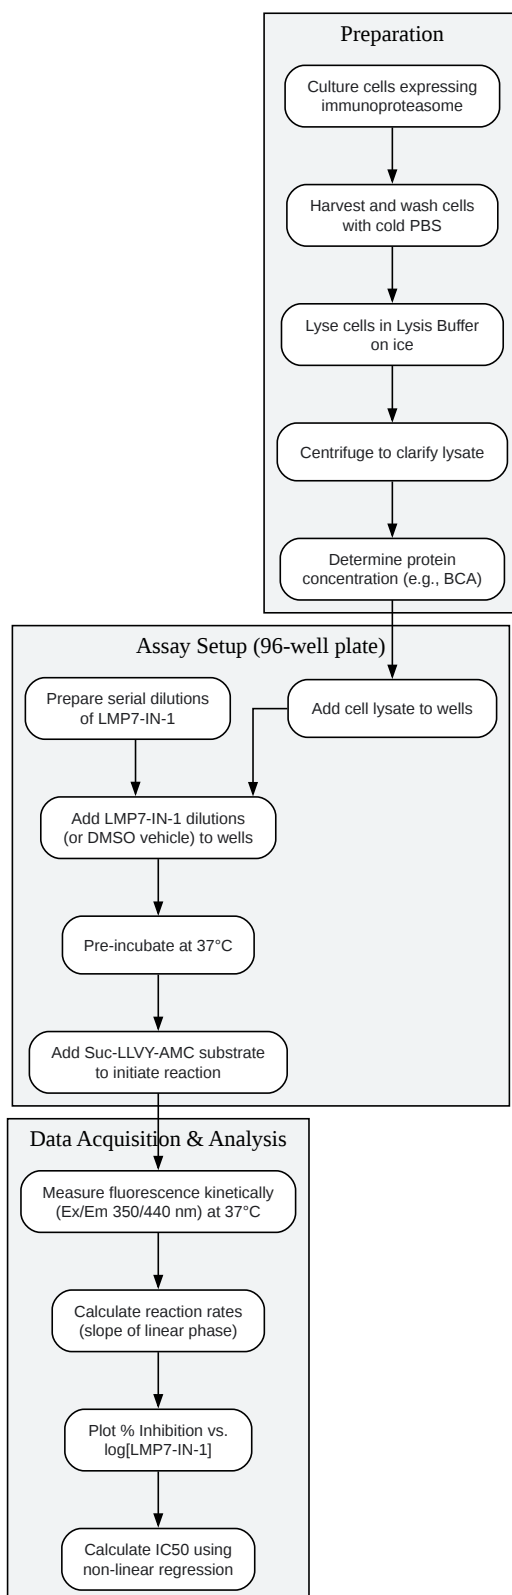 Preparation
Culture cells expressing
immunoproteasome
Harvest and wash cells
with cold PBS
Lyse cells in Lysis Buffer
on ice
Centrifuge to clarify lysate
Determine protein
concentration (e.g., BCA)
Assay Setup (96-well plate)
Prepare serial dilutions
of LMP7-IN-1
Add cell lysate to wells
Add LMP7-IN-1 dilutions
(or DMSO vehicle) to wells
Pre-incubate at 37°C
Add Suc-LLVY-AMC substrate
to initiate reaction
Data Acquisition & Analysis
Measure fluorescence kinetically
(Ex/Em 350/440 nm) at 37°C
Calculate reaction rates
(slope of linear phase)
Plot % Inhibition vs.
log[LMP7-IN-1]
Calculate IC50 using
non-linear regression